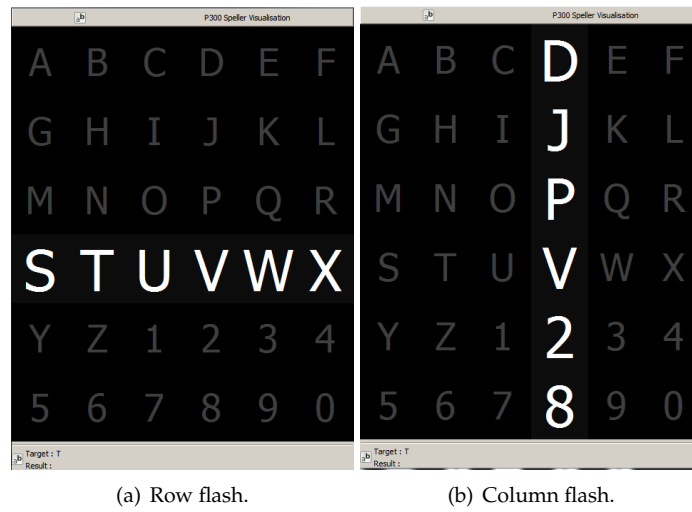 P300 Speller Visualisation
A B C D E F
G H I J K L
M N O P Q R
S T U V W X
Y Z 1 2 3 4
5 6 7 8 9 0
Target : T
Result :
(a) Row flash.
P300 Speller Visualisation
A B C D E F
G H I J K L
M N O P Q R
S T U V W X
Y Z 1 2 3 4
5 6 7 8 9 0
Target : T
Result :
(b) Column flash.